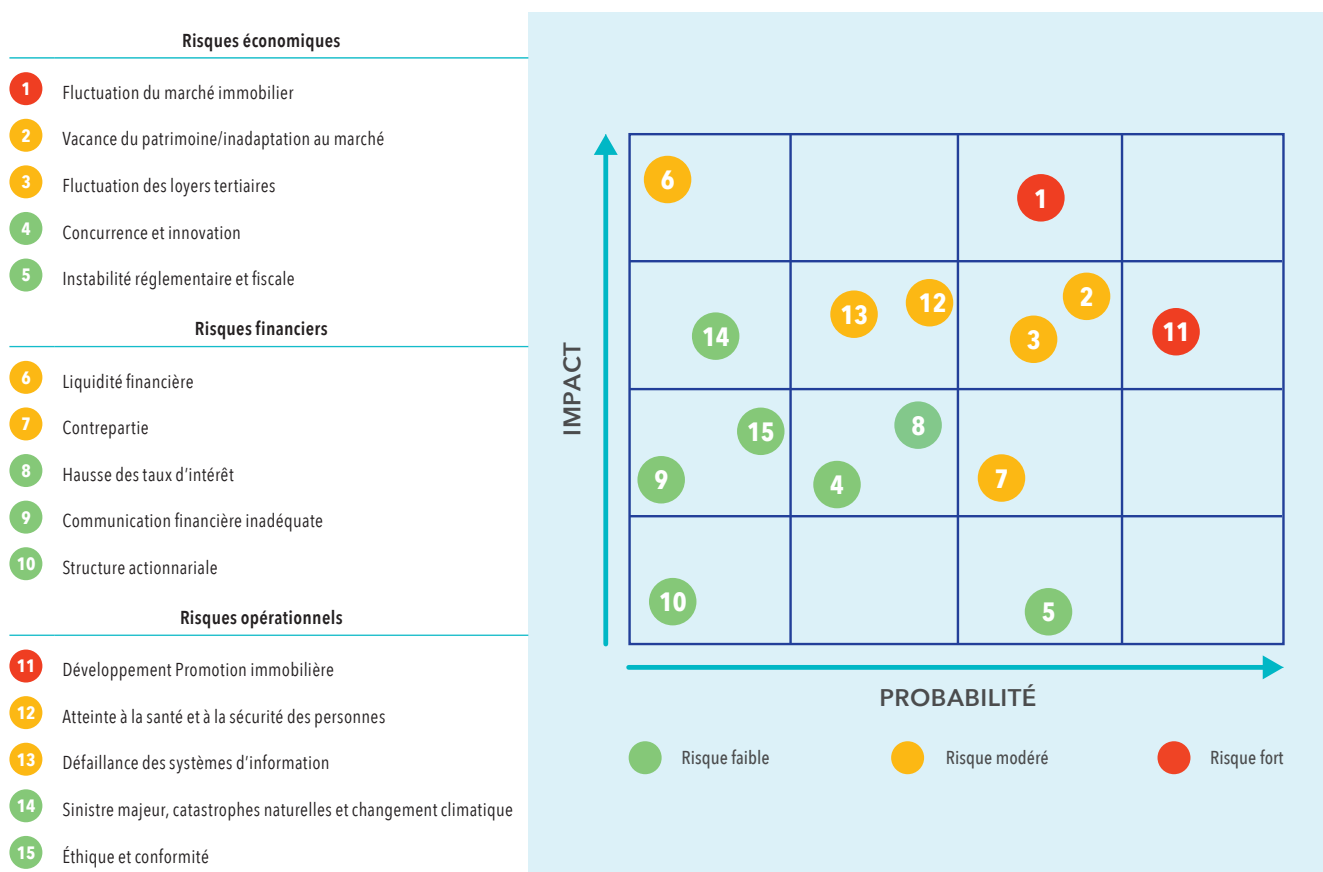 Risques économiques
1 Fluctuation du marché immobilier
2 Vacance du patrimoine/inadaptation au marché
3 Fluctuation des loyers tertiaires
4 Concurrence et innovation
5 Instabilité réglementaire et fiscale
Risques financiers
6 Liquidité financière
7 Contrepartie
8 Hausse des taux d'intérêt
9 Communication financière inadéquate
10 Structure actionnariale
Risques opérationnels
11 Développement Promotion immobilière
12 Atteinte à la santé et à la sécurité des personnes
13 Défaillance des systèmes d'information
14 Sinistre majeur, catastrophes naturelles et changement climatique
15 Éthique et conformité
IMPACT
6
1
14
13
12
3
2
11
9
15
4
8
7
10
5
PROBABILITÉ
Risque faible
Risque modéré
Risque fort